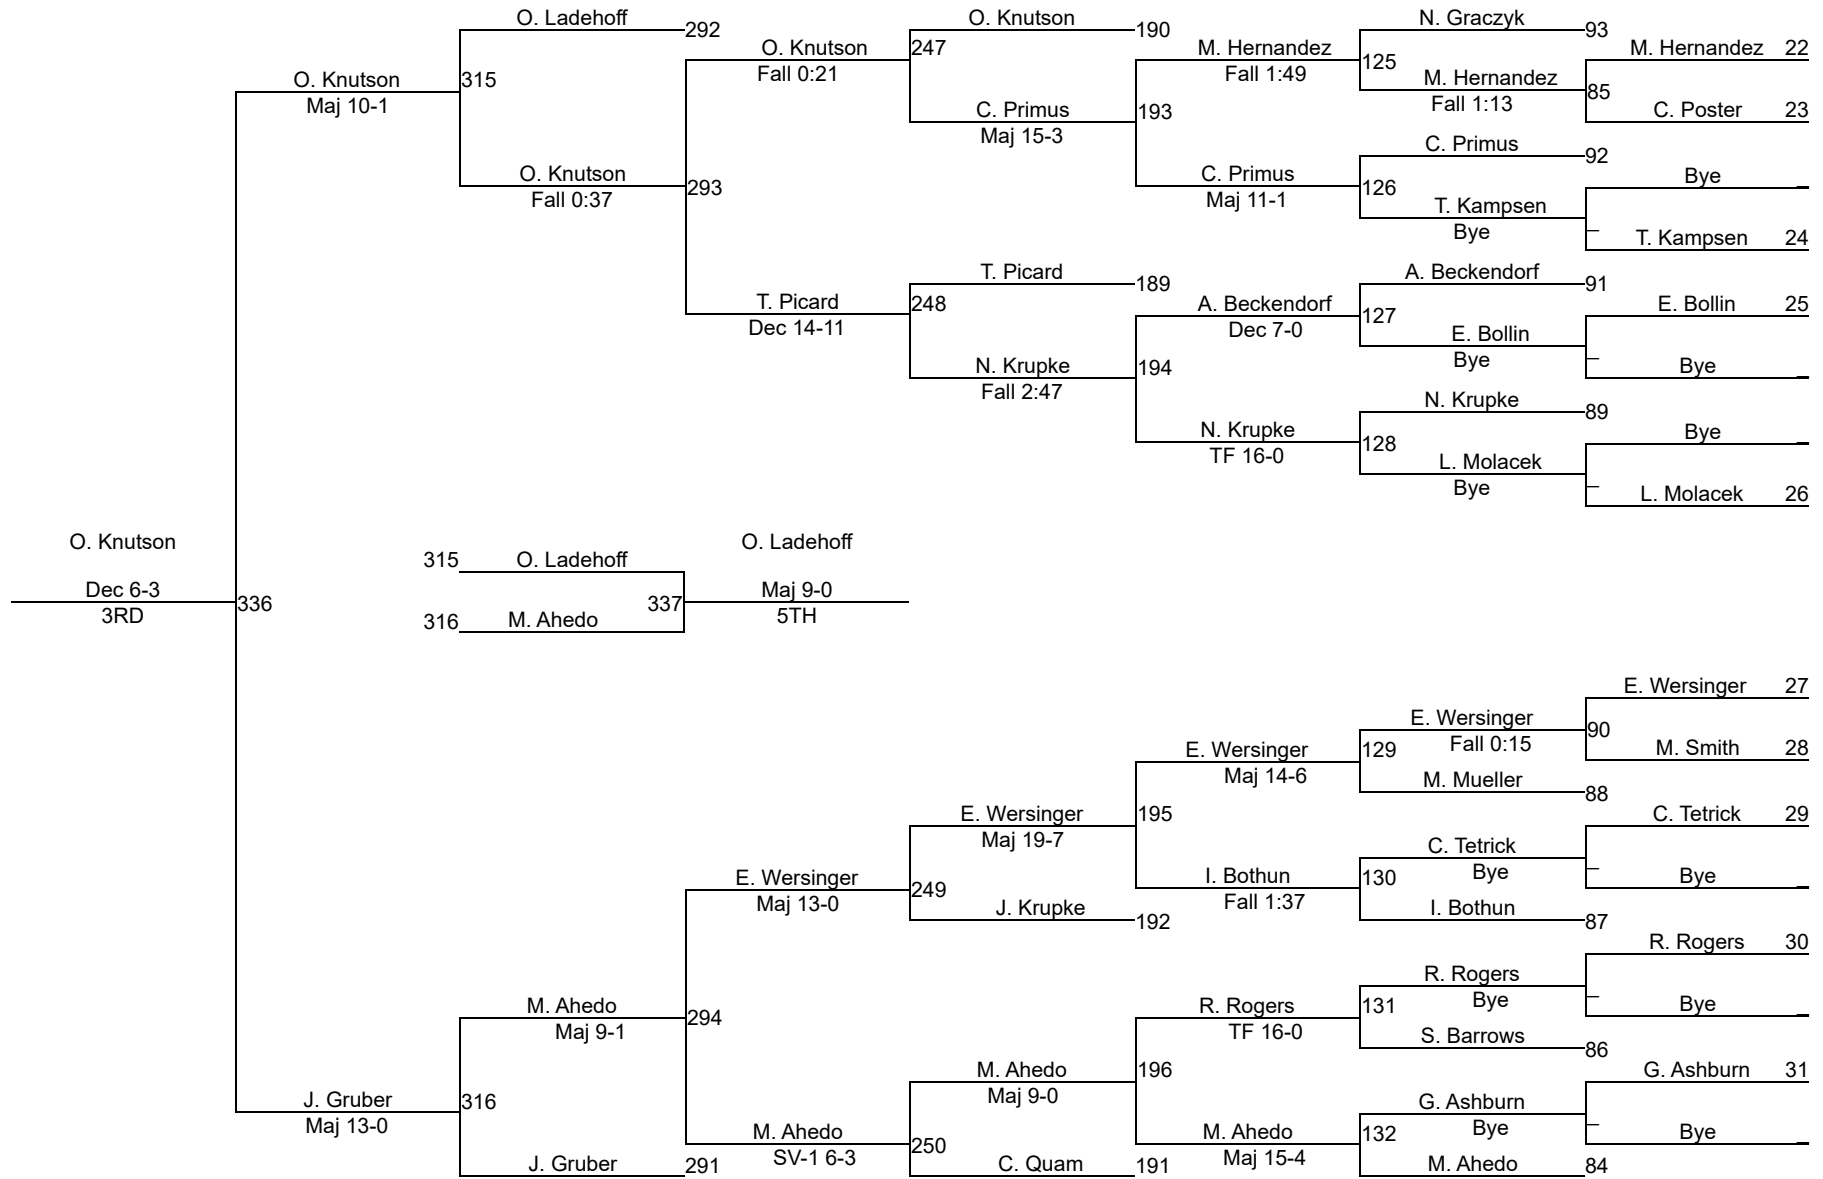 O. Ladehoff
292
O. Knutson
190
N. Graczyk
93
O. Knutson
Fall 0:21
247
M. Hernandez
Fall 1:49
125
M. Hernandez 22
O. Knutson
Maj 10-1
315
M. Hernandez
Fall 1:13
85
C. Primus
Maj 15-3
193
C. Poster 23
C. Primus
92
O. Knutson
Fall 0:37
293
C. Primus
Maj 11-1
126
Bye _
T. Kampsen
Bye
_
T. Kampsen 24
T. Picard
189
A. Beckendorf
91
T. Picard
Dec 14-11
248
A. Beckendorf
Dec 7-0
127
E. Bollin 25
E. Bollin
Bye
_
N. Krupke
Fall 2:47
194
Bye _
N. Krupke
89
N. Krupke
TF 16-0
128
Bye _
L. Molacek
Bye
_
L. Molacek 26
O. Knutson
Dec 6-3
3RD
336
315 O. Ladehoff
316 M. Ahedo
337
O. Ladehoff
Maj 9-0
5TH
E. Wersinger 27
E. Wersinger
Fall 0:15
90
E. Wersinger
Maj 14-6
129
M. Smith 28
M. Mueller
88
E. Wersinger
Maj 19-7
195
C. Tetrick 29
C. Tetrick
Bye
_
E. Wersinger
Maj 13-0
249
I. Bothun
Fall 1:37
130
Bye _
J. Krupke
192
I. Bothun
87
R. Rogers 30
R. Rogers
Bye
_
M. Ahedo
Maj 9-1
294
R. Rogers
TF 16-0
131
Bye _
S. Barrows
86
M. Ahedo
Maj 9-0
196
G. Ashburn 31
J. Gruber
Maj 13-0
316
G. Ashburn
Bye
_
M. Ahedo
SV-1 6-3
250
M. Ahedo
Maj 15-4
132
Bye _
J. Gruber
291
C. Quam
191
M. Ahedo
84